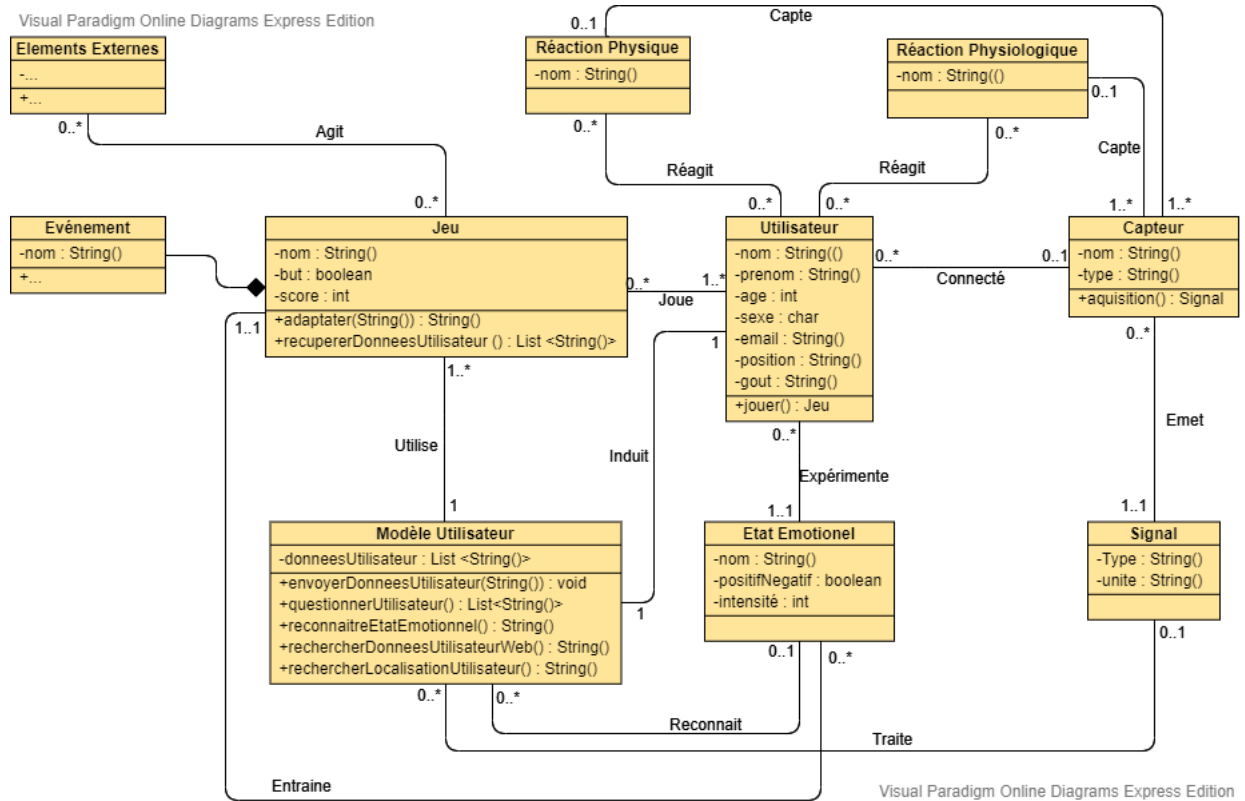 Visual Paradigm Online Diagrams Express Edition
Capte
0..1
1..*
Elements Externes
-...
+...
0..*
Agit
0..*
Réaction Physique
-nom : String()
0..*
Réagit
0..*
Réaction Physiologique
-nom : String(()
0..1
0..*
Capte
Réagit
0..*
1..*
Evénement
-nom : String()
+...
Jeu
-nom : String()
-but : boolean
-score : int
+adaptater(String()) : String()
+recupererDonneesUtilisateur () : List <String()>
1..1
0..*
1..*
Joue
Utilisateur
-nom : String(()
-prenom : String()
-age : int
-sexe : char
-email : String()
-position : String()
-gout : String()
+jouer() : Jeu
0..*
0..1
Connecté
Capteur
-nom : String()
-type : String()
+aquisition() : Signal
0..*
1..*
Utilise
1
1
Induit
1
0..*
Expérimente
1..1
Emet
1..1
Modèle Utilisateur
-donneesUtilisateur : List <String()>
+envoyerDonneesUtilisateur(String()) : void
+questionnerUtilisateur() : List<String()>
+reconnaitreEtatEmotionnel() : String()
+rechercherDonneesUtilisateurWeb() : String()
+rechercherLocalisationUtilisateur() : String()
Etat Emotionel
-nom : String()
-positifNegatif : boolean
-intensité : int
Signal
-Type : String()
-unite : String()
0..1
0..1
0..*
0..*
0..*
Reconnait
Traite
Entraine
Visual Paradigm Online Diagrams Express Edition